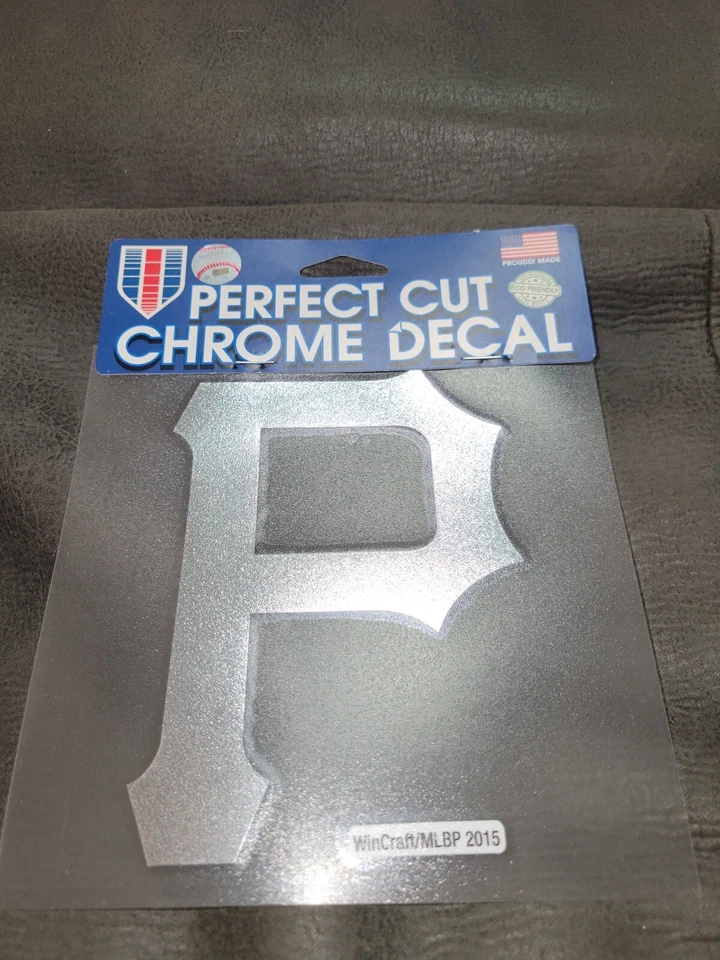 PROUDLY MADE
ECO FRIENDLY
PERFECT CUT
CHROME DECAL
P
WinCraft/MLBP 2015